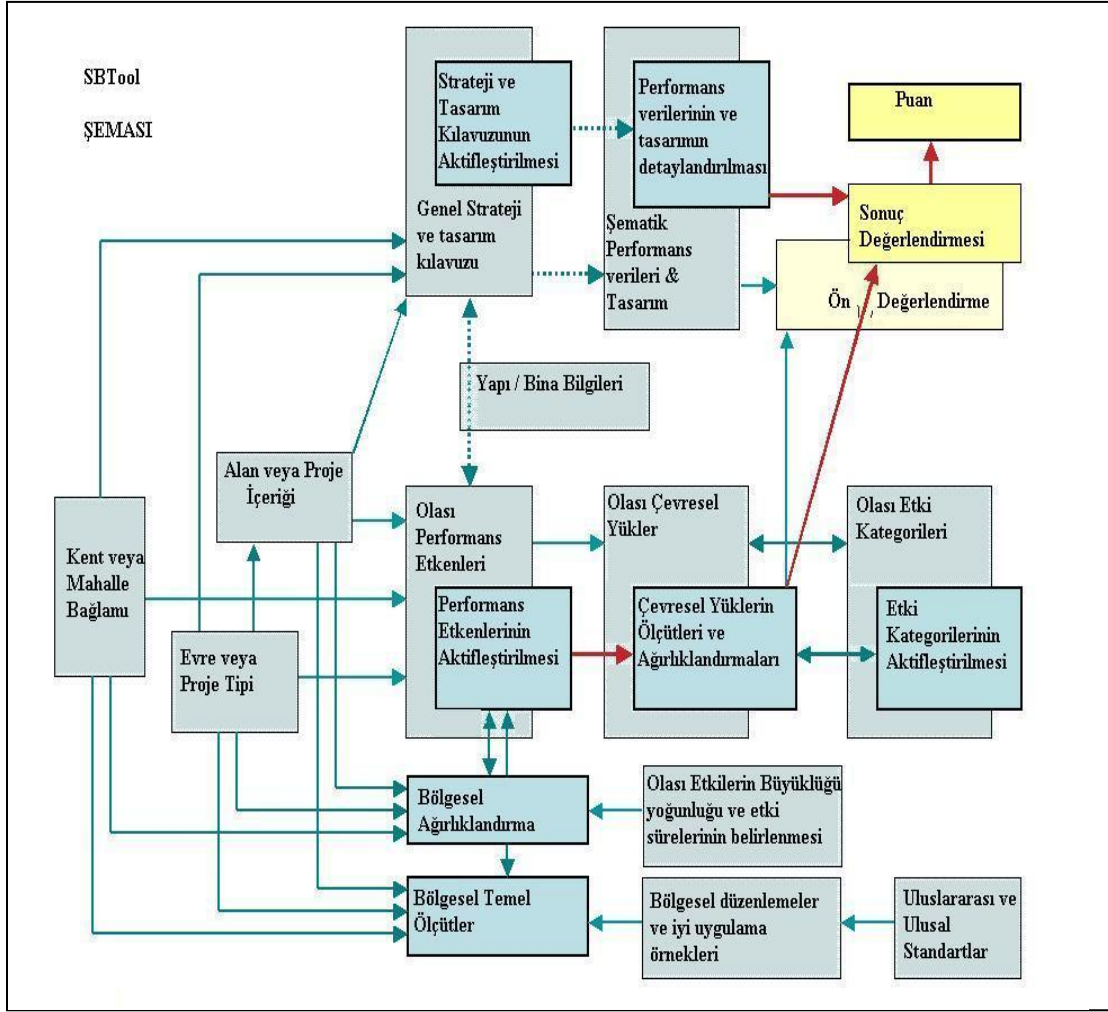 SBTool
ŞEMASI
Strateji ve
Tasarım
Kılavuzunun
Aktifleştirilmesi
Genel Strateji
ve tasarım
kılavuzu
Performans
verilerinin ve
tasarımın
detaylandırılması
Şematik
Performans
verileri &
Tasarım
Puan
Sonuç
Değerlendirmesi
Ön Değerlendirme
Yapı / Bina Bilgileri
Alan veya Proje
İçeriği
Kent veya
Mahalle
Bağlamı
Evre veya
Proje Tipi
Olası
Performans
Etkenleri
Performans
Etkenlerinin
Aktifleştirilmesi
Olası Çevresel
Yükler
Çevresel Yüklerin
Ölçütleri ve
Ağırlıklandırmaları
Olası Etki
Kategorileri
Etki
Kategorilerinin
Aktifleştirilmesi
Bölgesel
Ağırlıklandırma
Olası Etkilerin Büyüklüğü
yoğunluğu ve etki
sürelerinin belirlenmesi
Bölgesel Temel
Ölçütler
Bölgesel düzenlemeler
ve iyi uygulama
örnekleri
Uluslararası ve
Ulusal
Standartlar